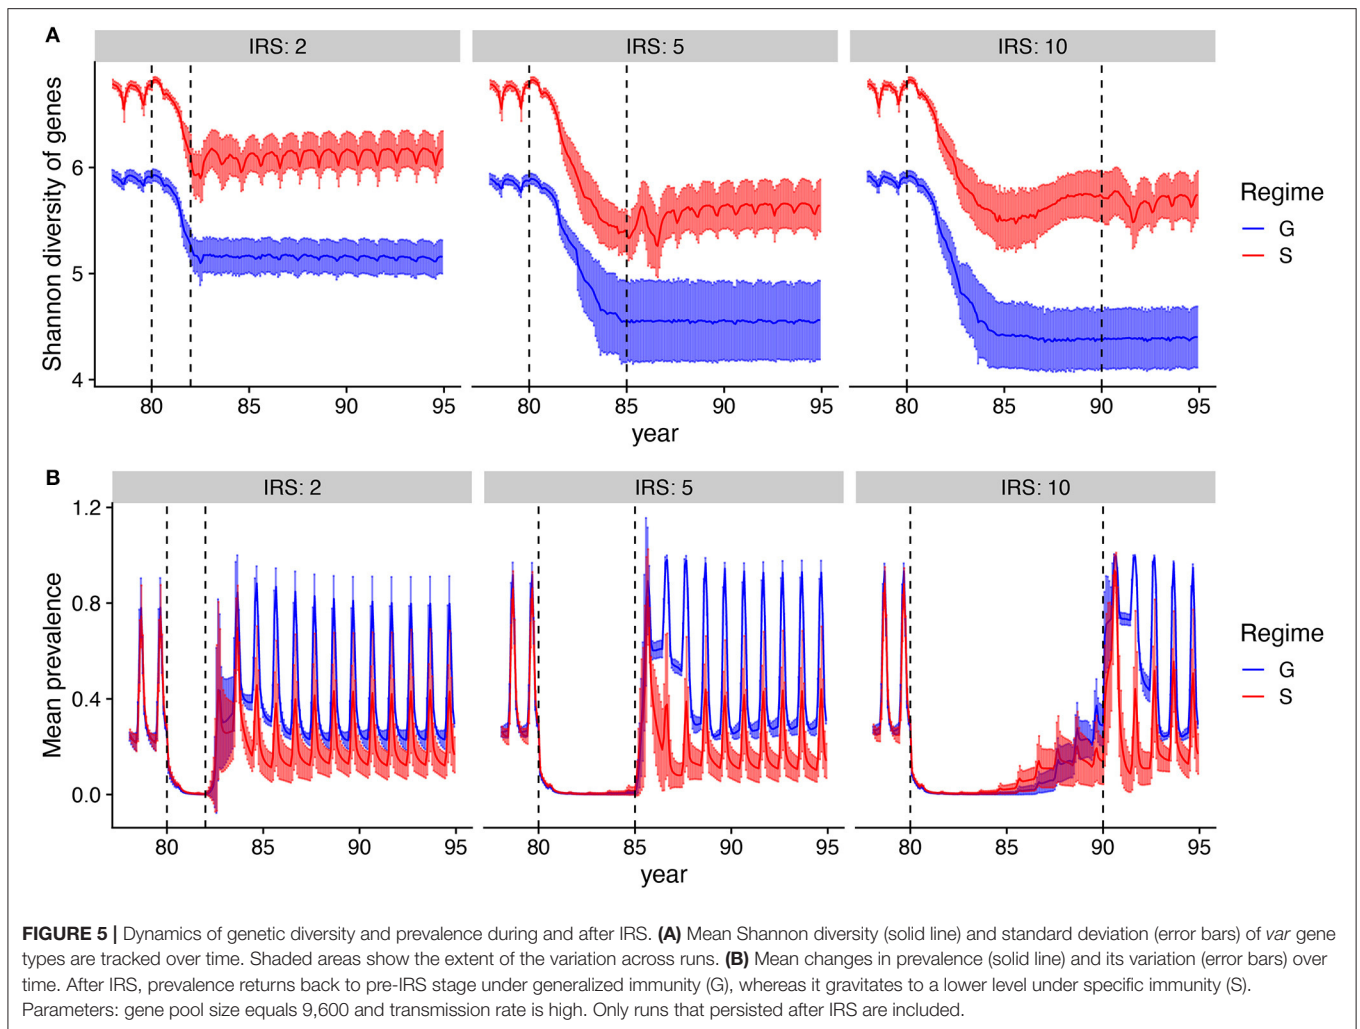 A
IRS: 2
IRS: 5
IRS: 10
Shannon diversity of genes
6
5
4
80
85
90
95
80
85
90
95
80
85
90
95
year
Regime
G
S
B
IRS: 2
IRS: 5
IRS: 10
Mean prevalence
1.2
0.8
0.4
0.0
80
85
90
95
80
85
90
95
80
85
90
95
year
Regime
G
S
FIGURE 5 | Dynamics of genetic diversity and prevalence during and after IRS. (A) Mean Shannon diversity (solid line) and standard deviation (error bars) of var gene
types are tracked over time. Shaded areas show the extent of the variation across runs. (B) Mean changes in prevalence (solid line) and its variation (error bars) over
time. After IRS, prevalence returns back to pre-IRS stage under generalized immunity (G), whereas it gravitates to a lower level under specific immunity (S).
Parameters: gene pool size equals 9,600 and transmission rate is high. Only runs that persisted after IRS are included.